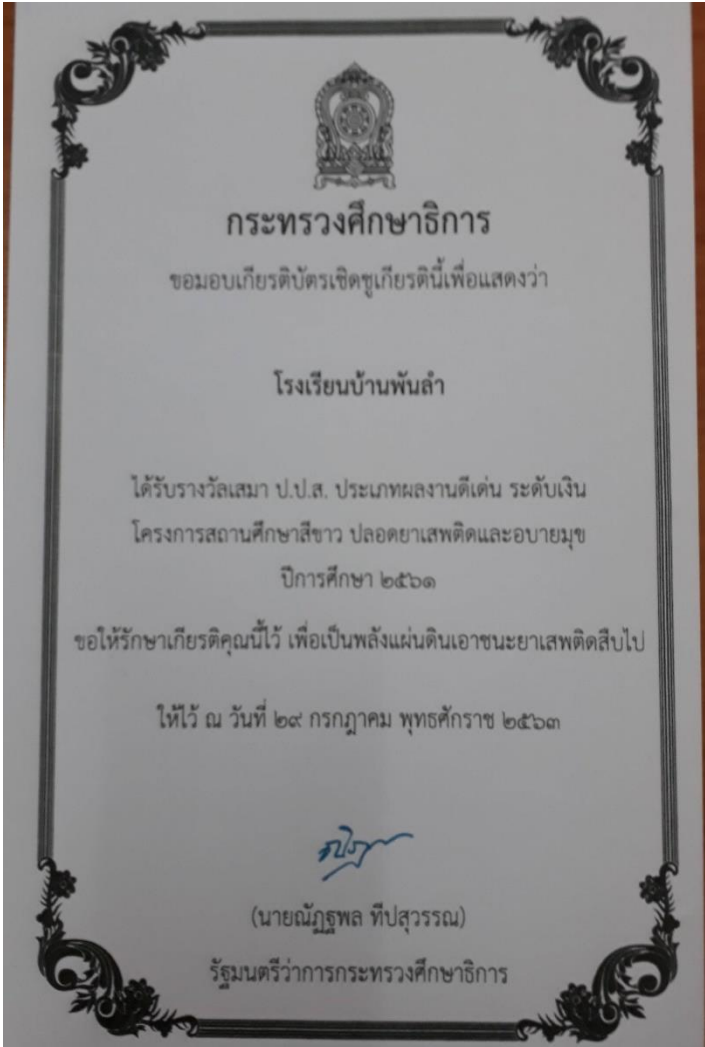 กระทรวงศึกษาธิการ
ขอมอบเกียรติบัตรเชิดชูเกียรตินี้เพื่อแสดงว่า
โรงเรียนบ้านพันลำ
ได้รับรางวัลเสมา ป.ป.ส. ประเภทผลงานดีเด่น ระดับเงิน
โครงการสถานศึกษาสีขาว ปลอดยาเสพติดและอบายมุข
ปีการศึกษา ๒๕๖๑
ขอให้รักษาเกียรติคุณนี้ไว้ เพื่อเป็นพลังแผ่นดินเอาชนะยาเสพติดสืบไป
ให้ไว้ ณ วันที่ ๒๙ กรกฎาคม พุทธศักราช ๒๕๖๓
(นายณัฏฐพล ทีปสุวรรณ)
รัฐมนตรีว่าการกระทรวงศึกษาธิการ